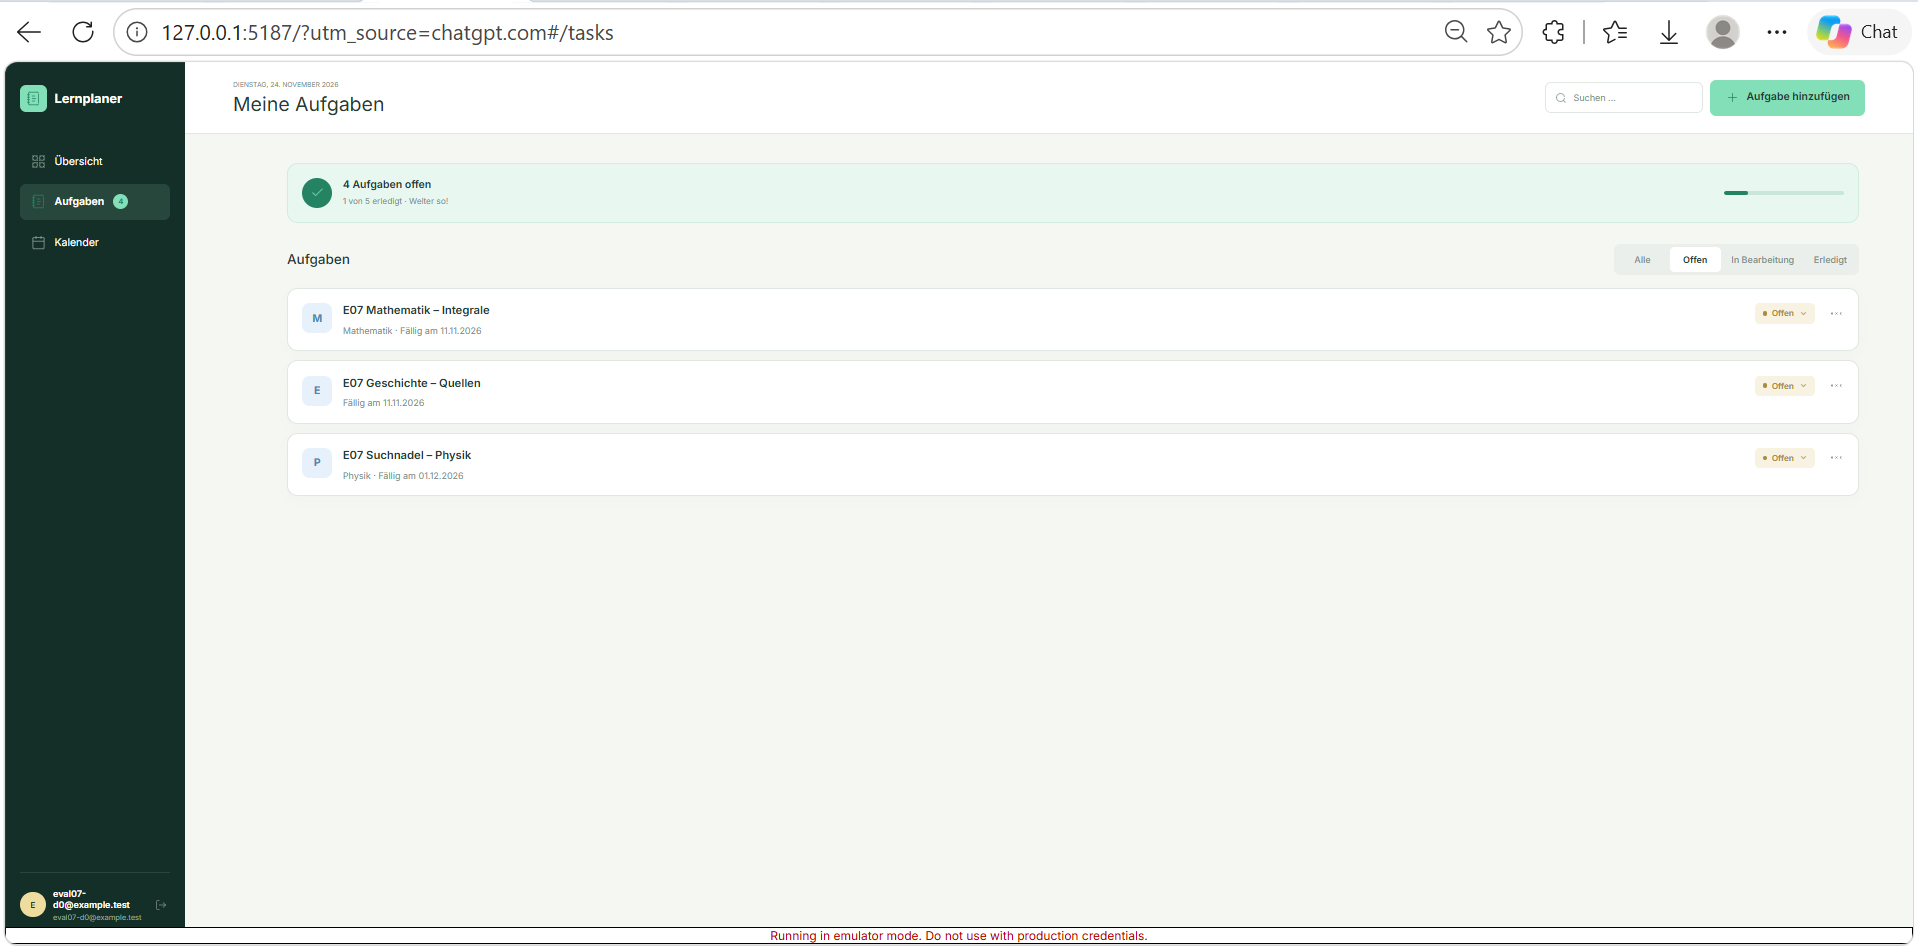 127.0.0.1:5187/?utm_source=chatgpt.com#/tasks
Chat
Lernplaner
Übersicht
Aufgaben 4
Kalender
DIENSTAG, 24. NOVEMBER 2026
Meine Aufgaben
Suchen ...
+ Aufgabe hinzufügen
4 Aufgaben offen
1 von 5 erledigt · Weiter so!
Aufgaben
Alle Offen In Bearbeitung Erledigt
M
E07 Mathematik – Integrale
Mathematik · Fällig am 11.11.2026
Offen
E
E07 Geschichte – Quellen
Fällig am 11.11.2026
Offen
P
E07 Suchnadel – Physik
Physik · Fällig am 01.12.2026
Offen
E
eval07-
d0@example.test
eval07-d0@example.test
Running in emulator mode. Do not use with production credentials.